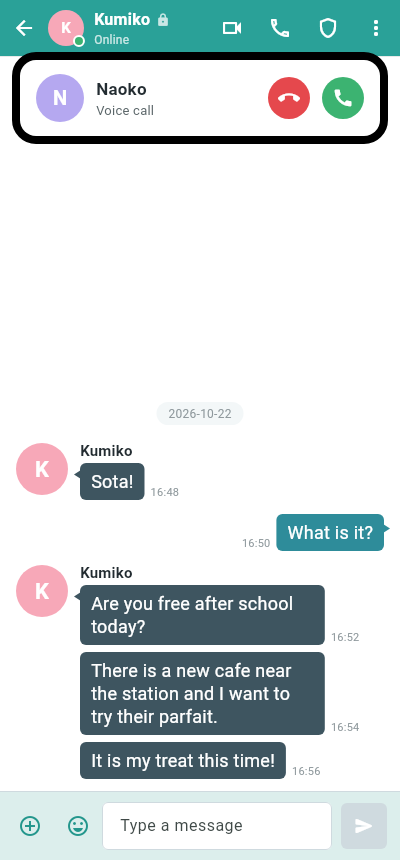 K
Kumiko
Online
N
Naoko
Voice call
2026-10-22
K
Kumiko
Sota!
16:48
What is it?
16:50
K
Kumiko
Are you free after school
today?
16:52
There is a new cafe near
the station and I want to
try their parfait.
16:54
It is my treat this time!
16:56
Type a message